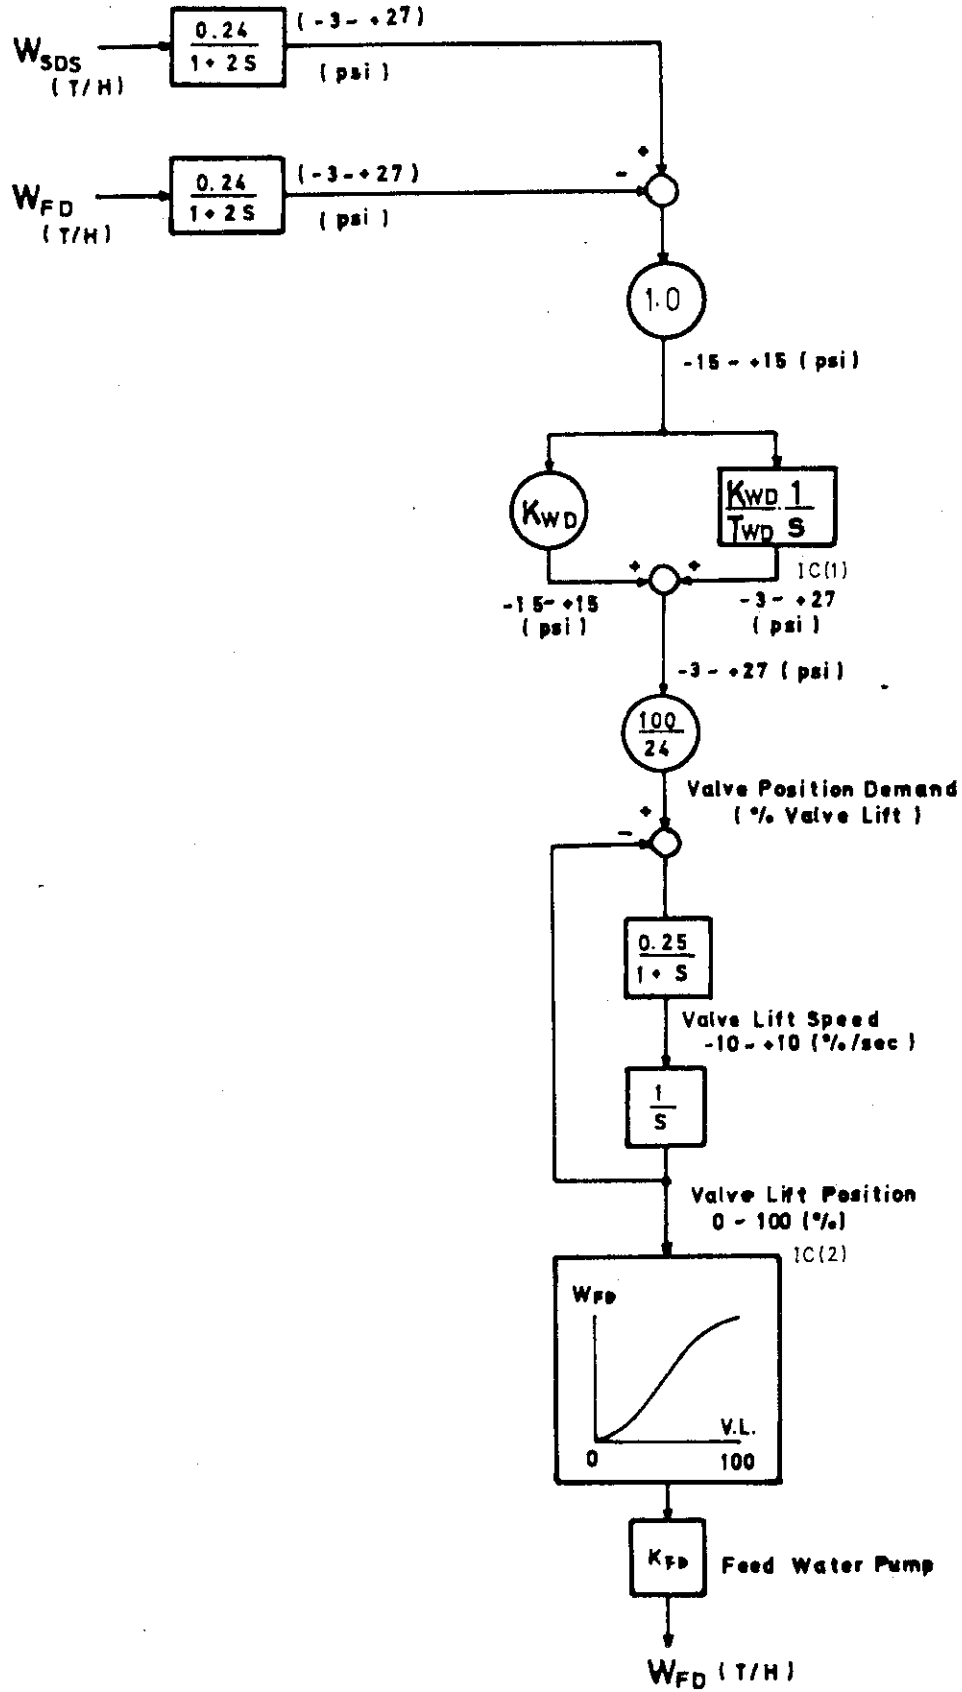 W_SDS
(T/H)
0.24
1+2S
(-3~+27)
(psi)
W_FD
(T/H)
0.24
1+2S
(-3~+27)
(psi)
+
-
1.0
-15~+15 (psi)
K_WD
K_WD 1
T_WD S
IC(1)
+ +
-15~+15
(psi)
-3~+27
(psi)
-3~+27 (psi)
100
24
Valve Position Demand
(% Valve Lift)
+
-
0.25
1+S
Valve Lift Speed
-10~+10 (%/sec)
1
S
Valve Lift Position
0~100 (%)
IC(2)
W_FD
V.L.
0 100
K_FD
Feed Water Pump
W_FD (T/H)